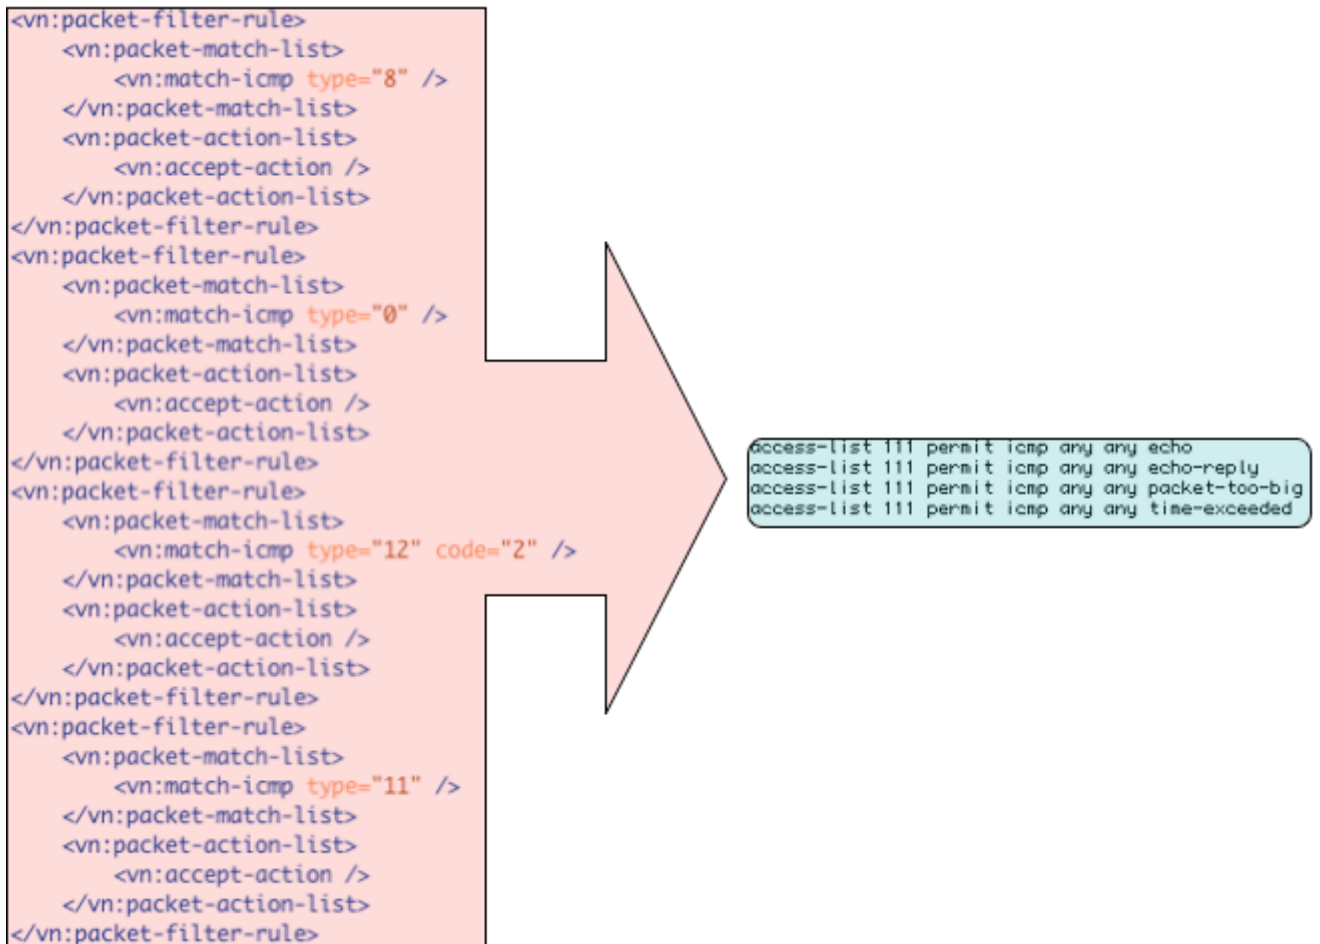 <vn:packet-filter-rule>
    <vn:packet-match-list>
        <vn:match-icmp type="8" />
    </vn:packet-match-list>
    <vn:packet-action-list>
        <vn:accept-action />
    </vn:packet-action-list>
</vn:packet-filter-rule>
<vn:packet-filter-rule>
    <vn:packet-match-list>
        <vn:match-icmp type="0" />
    </vn:packet-match-list>
    <vn:packet-action-list>
        <vn:accept-action />
    </vn:packet-action-list>
</vn:packet-filter-rule>
<vn:packet-filter-rule>
    <vn:packet-match-list>
        <vn:match-icmp type="12" code="2" />
    </vn:packet-match-list>
    <vn:packet-action-list>
        <vn:accept-action />
    </vn:packet-action-list>
</vn:packet-filter-rule>
<vn:packet-filter-rule>
    <vn:packet-match-list>
        <vn:match-icmp type="11" />
    </vn:packet-match-list>
    <vn:packet-action-list>
        <vn:accept-action />
    </vn:packet-action-list>
</vn:packet-filter-rule>
access-list 111 permit icmp any any echo
access-list 111 permit icmp any any echo-reply
access-list 111 permit icmp any any packet-too-big
access-list 111 permit icmp any any time-exceeded